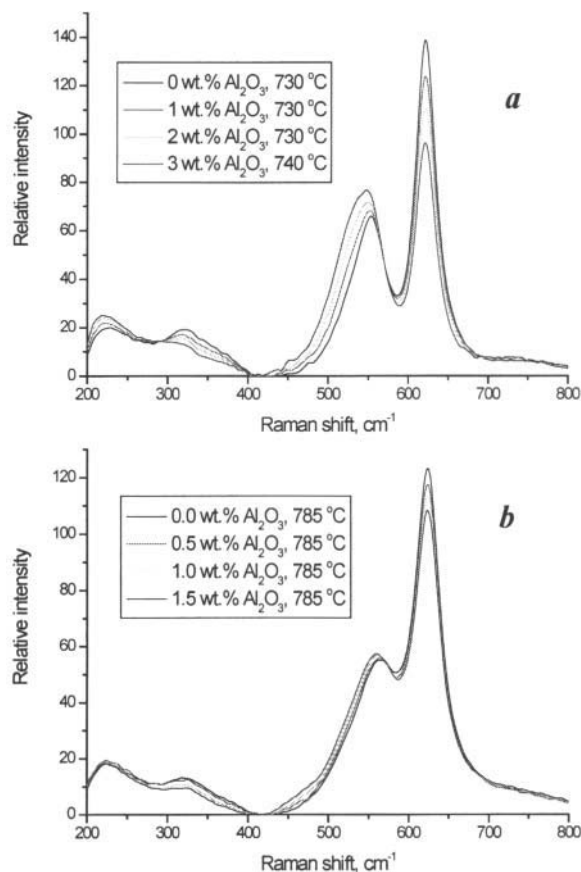 140
120
100
80
60
40
20
0
Relative intensity
0 wt.% Al₂O₃, 730 °C
1 wt.% Al₂O₃, 730 °C
2 wt.% Al₂O₃, 730 °C
3 wt.% Al₂O₃, 740 °C
a
200 300 400 500 600 700 800
Raman shift, cm⁻¹
120
100
80
60
40
20
0
Relative intensity
0.0 wt.% Al₂O₃, 785 °C
0.5 wt.% Al₂O₃, 785 °C
1.0 wt.% Al₂O₃, 785 °C
1.5 wt.% Al₂O₃, 785 °C
b
200 300 400 500 600 700 800
Raman shift, cm⁻¹